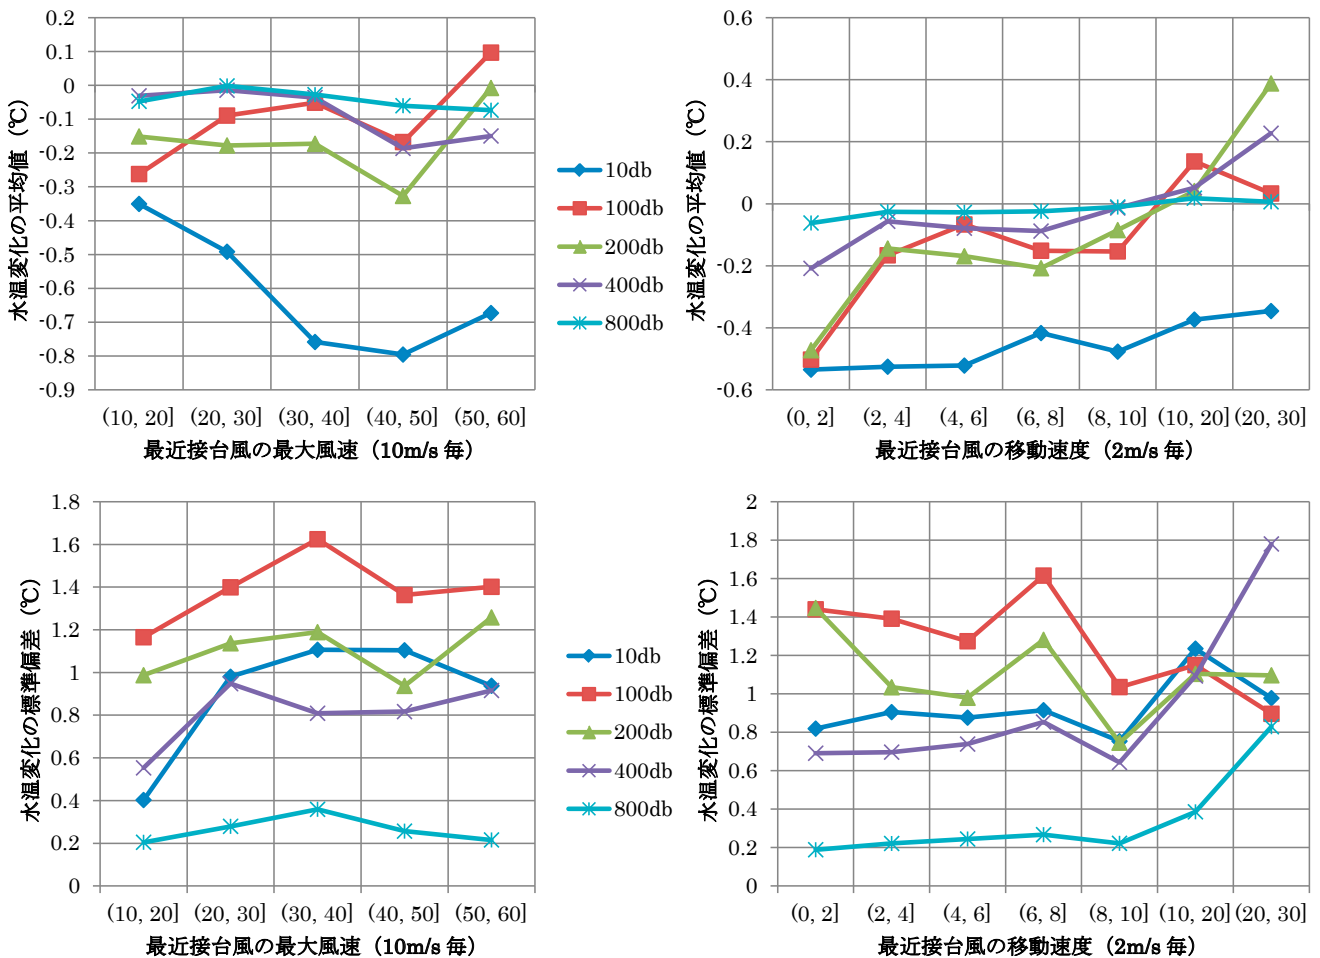 0.2
0.1
0
-0.1
-0.2
-0.3
-0.4
-0.5
-0.6
-0.7
-0.8
-0.9
水温変化の平均値（℃）
(10, 20] (20, 30] (30, 40] (40, 50] (50, 60]
最近接台風の最大風速（10m/s 毎）
10db
100db
200db
400db
800db
0.6
0.4
0.2
0
-0.2
-0.4
-0.6
水温変化の平均値（℃）
(0, 2] (2, 4] (4, 6] (6, 8] (8, 10] (10, 20] (20, 30]
最近接台風の移動速度（2m/s 毎）
1.8
1.6
1.4
1.2
1
0.8
0.6
0.4
0.2
0
水温変化の標準偏差（℃）
(10, 20] (20, 30] (30, 40] (40, 50] (50, 60]
最近接台風の最大風速（10m/s 毎）
10db
100db
200db
400db
800db
2
1.8
1.6
1.4
1.2
1
0.8
0.6
0.4
0.2
0
水温変化の標準偏差（℃）
(0, 2] (2, 4] (4, 6] (6, 8] (8, 10] (10, 20] (20, 30]
最近接台風の移動速度（2m/s 毎）